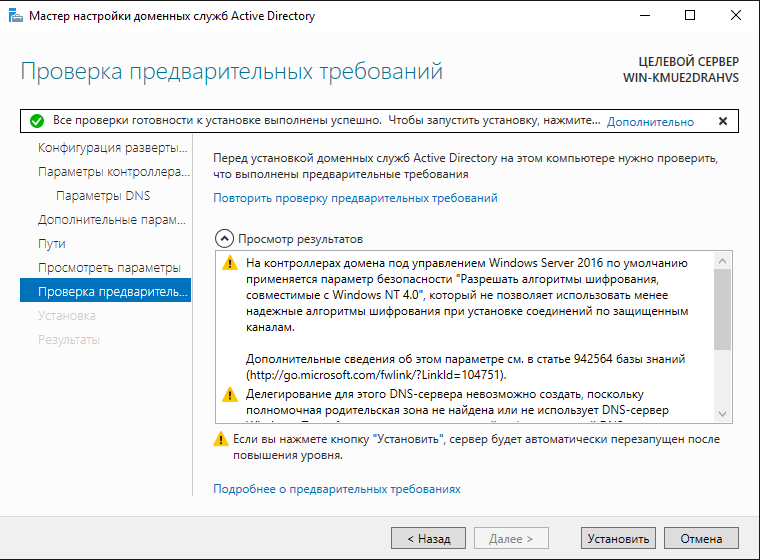 Мастер настройки доменных служб Active Directory
Проверка предварительных требований
ЦЕЛЕВОЙ СЕРВЕР
WIN-KMUE2DRAHVS
Все проверки готовности к установке выполнены успешно. Чтобы запустить установку, нажмите... Дополнительно
Конфигурация разверты...
Параметры контроллера...
Параметры DNS
Дополнительные парам...
Пути
Просмотреть параметры
Проверка предваритель...
Установка
Результаты
Перед установкой доменных служб Active Directory на этом компьютере нужно проверить,
что выполнены предварительные требования
Повторить проверку предварительных требований
Просмотр результатов
На контроллерах домена под управлением Windows Server 2016 по умолчанию
применяется параметр безопасности "Разрешать алгоритмы шифрования,
совместимые с Windows NT 4.0", который не позволяет использовать менее
надежные алгоритмы шифрования при установке соединений по защищенным
каналам.
Дополнительные сведения об этом параметре см. в статье 942564 базы знаний
(http://go.microsoft.com/fwlink/?LinkId=104751).
Делегирование для этого DNS-сервера невозможно создать, поскольку
полномочная родительская зона не найдена или не использует DNS-сервер
Если вы нажмете кнопку "Установить", сервер будет автоматически перезапущен после
повышения уровня.
Подробнее о предварительных требованиях
< Назад
Далее >
Установить
Отмена